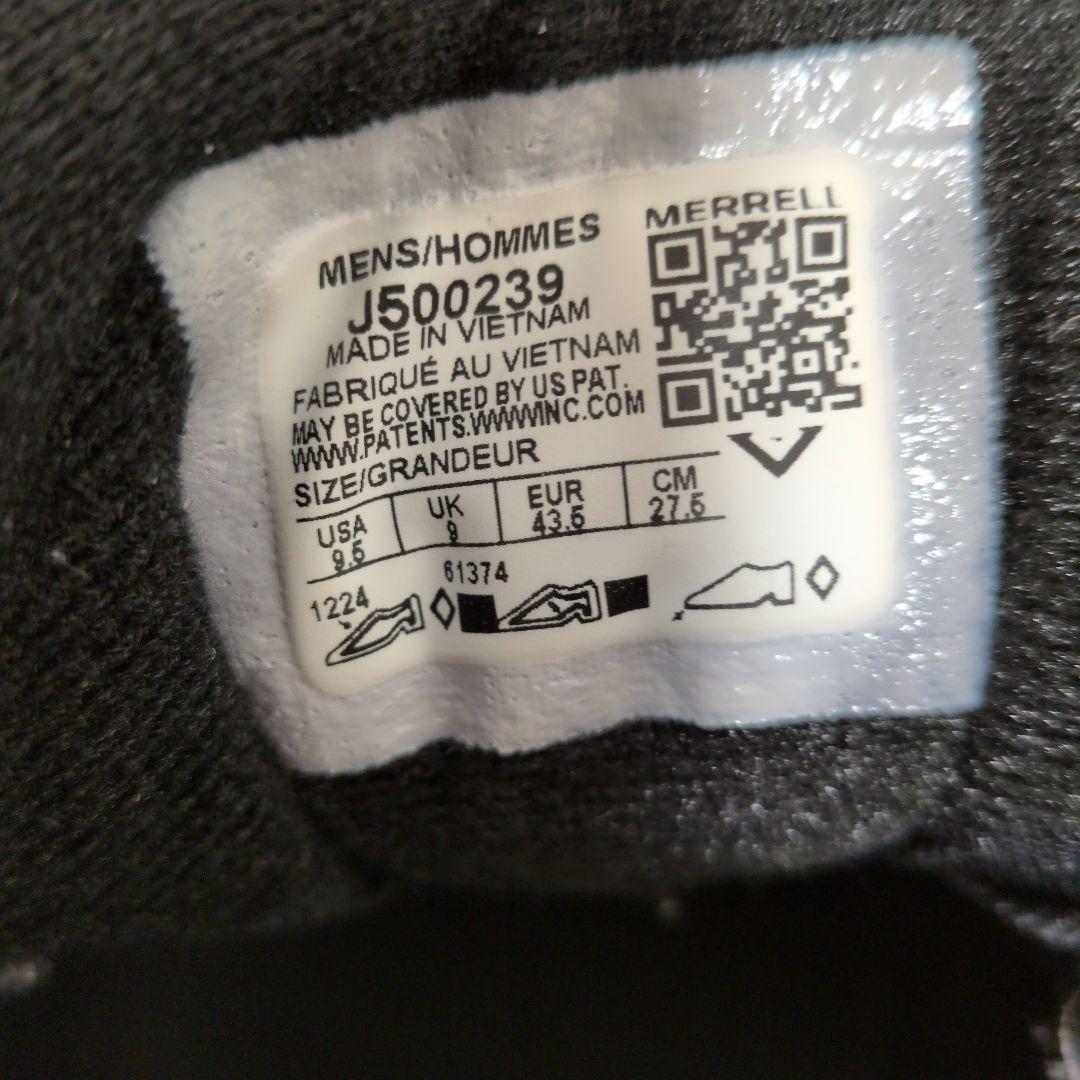 MENS/HOMMES
J500239
MADE IN VIETNAM
FABRIQUÉ AU VIETNAM
MAY BE COVERED BY US PAT.
WWW.PATENTS.WWWINC.COM
SIZE/GRANDEUR
USA UK EUR CM
9.5 9 43.5 27.5
1224 61374
MERRELL